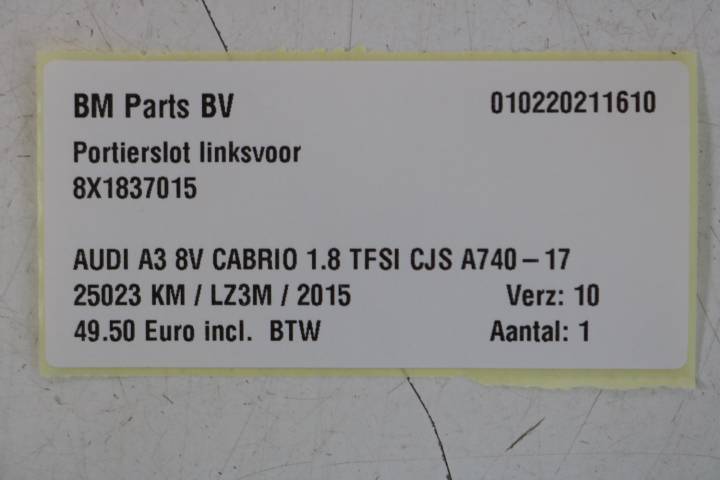 BM Parts BV 010220211610
Portierslot linksvoor
8X1837015
AUDI A3 8V CABRIO 1.8 TFSI CJS A740 – 17
25023 KM / LZ3M / 2015 Verz: 10
49.50 Euro incl. BTW Aantal: 1